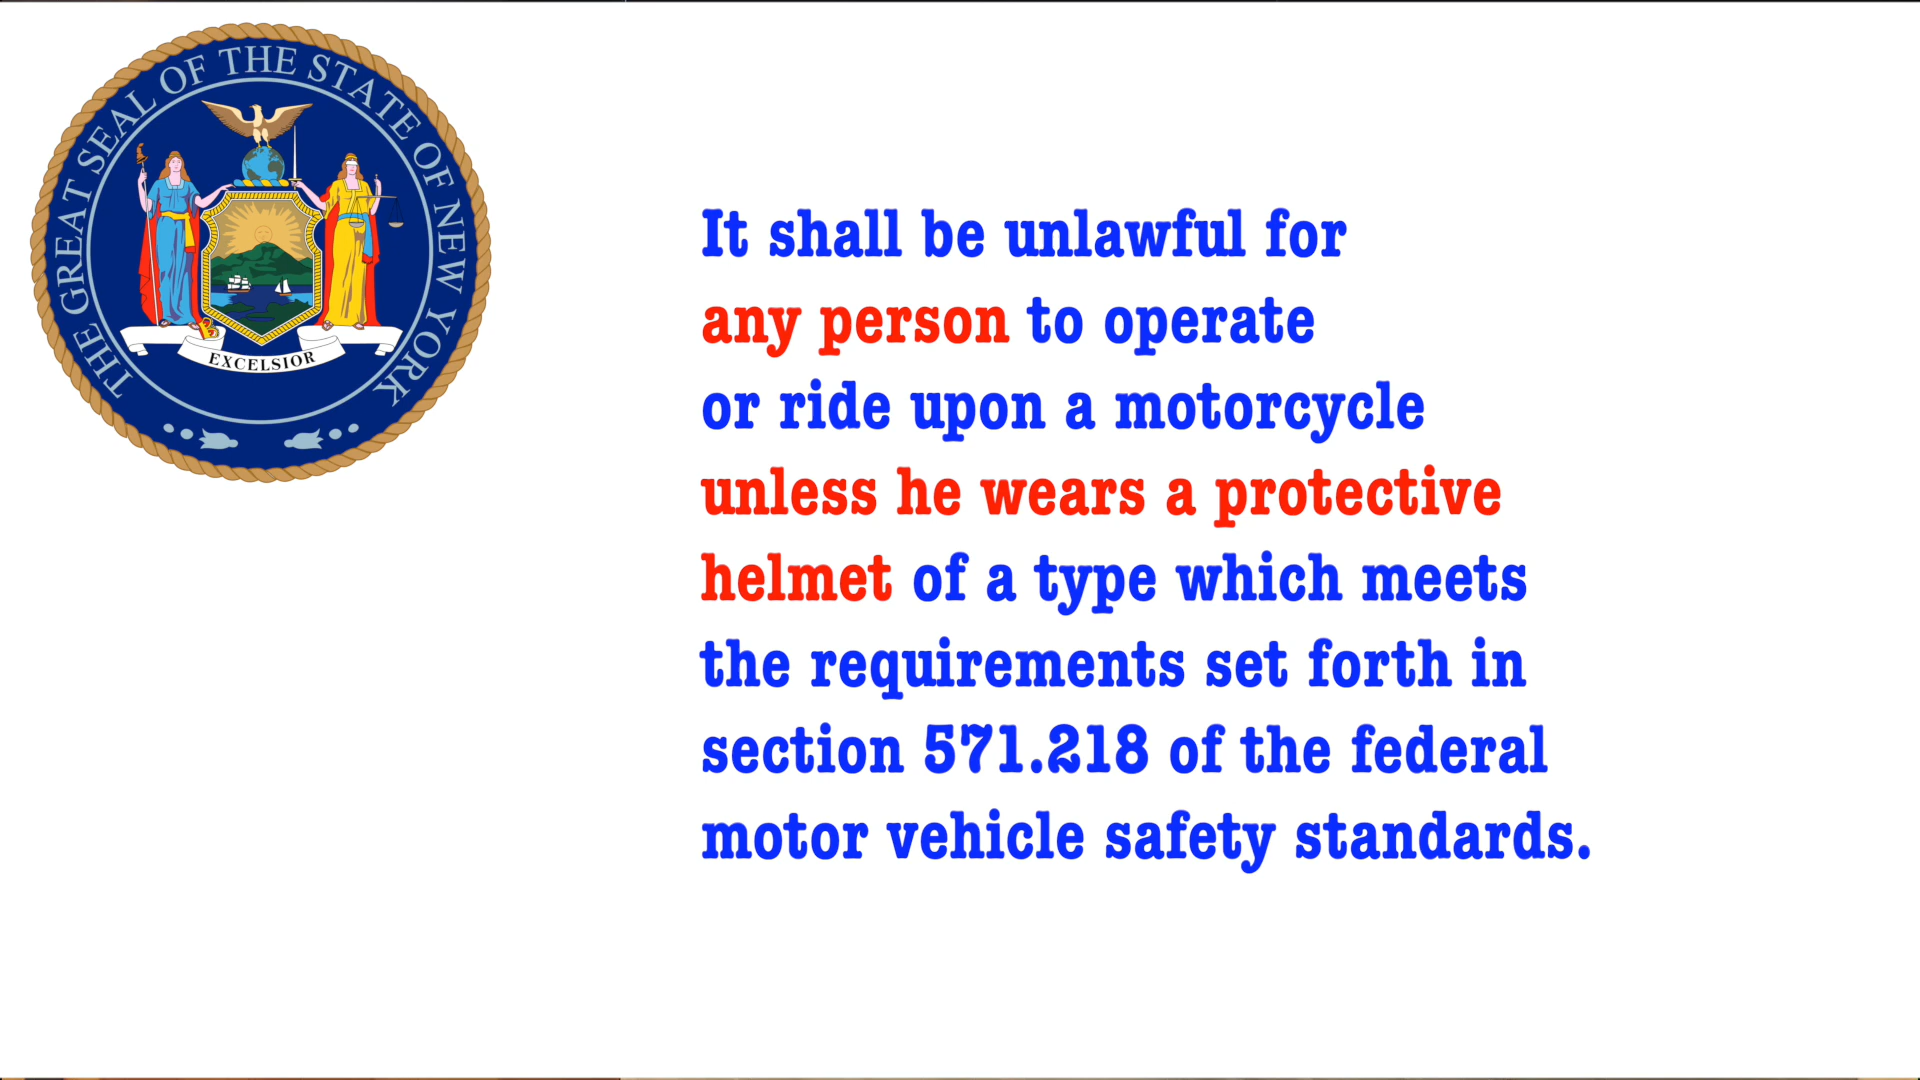 THE GREAT SEAL OF THE STATE OF NEW YORK
EXCELSIOR
It shall be unlawful for
any person to operate
or ride upon a motorcycle
unless he wears a protective
helmet of a type which meets
the requirements set forth in
section 571.218 of the federal
motor vehicle safety standards.